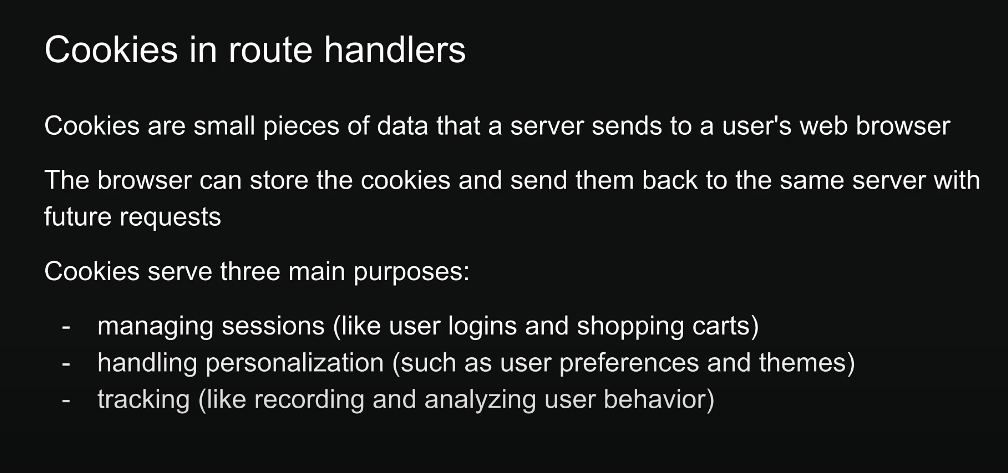 Cookies in route handlers
Cookies are small pieces of data that a server sends to a user's web browser
The browser can store the cookies and send them back to the same server with
future requests
Cookies serve three main purposes:
- managing sessions (like user logins and shopping carts)
- handling personalization (such as user preferences and themes)
- tracking (like recording and analyzing user behavior)